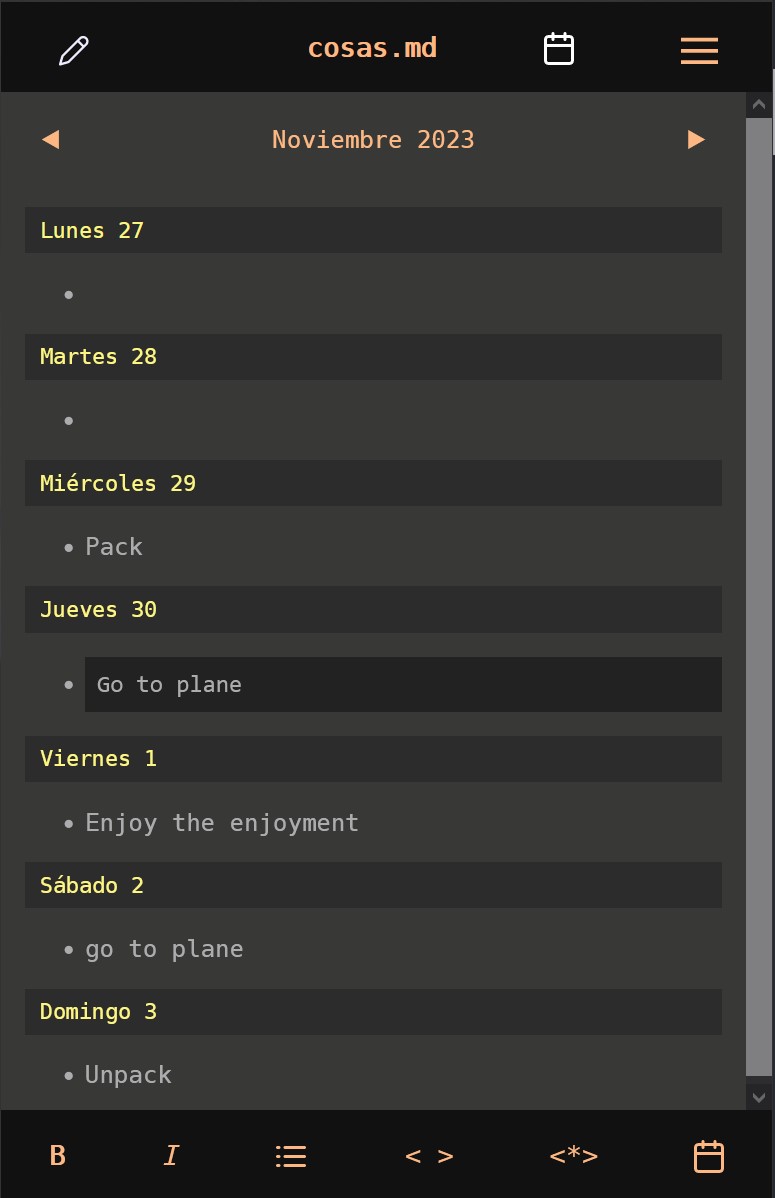 cosas.md
Noviembre 2023
Lunes 27
Martes 28
Miércoles 29
Pack
Jueves 30
Go to plane
Viernes 1
Enjoy the enjoyment
Sábado 2
go to plane
Domingo 3
Unpack
B I < > <*>